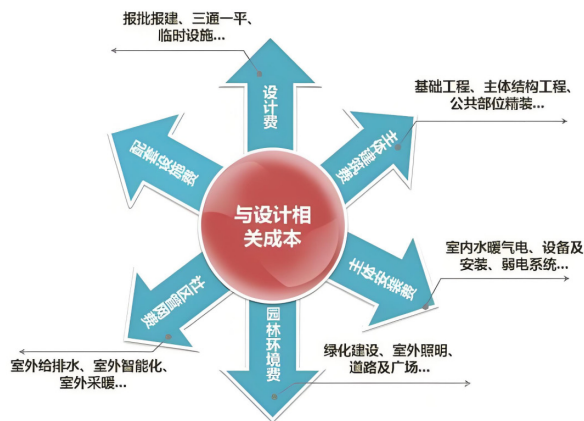 报批报建、三通一平、
临时设施...
设计费
基础工程、主体结构工程、
公共部位精装...
主体建筑费
配套设施费
与设计相
关成本
室内水暖气电、设备及
安装、弱电系统...
主体安装费
社区管网费
园林环境费
绿化建设、室外照明、
道路及广场...
室外给排水、室外智能化、
室外采暖...